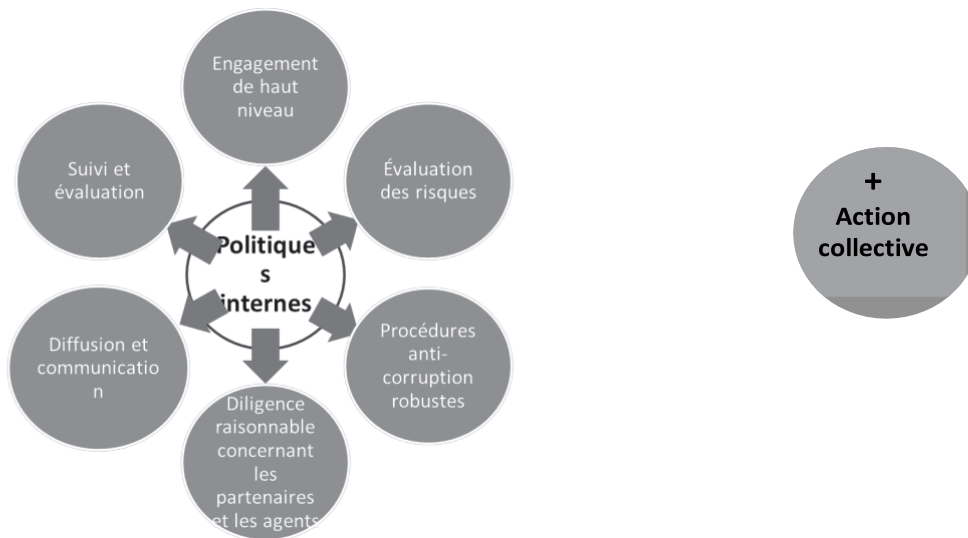 Engagement
de haut
niveau
Évaluation
des risques
Procédures
anti-
corruption
robustes
Diligence
raisonnable
concernant
les
partenaires
et les agents
Diffusion et
communicatio
n
Suivi et
évaluation
Politique
s
internes
+
Action
collective